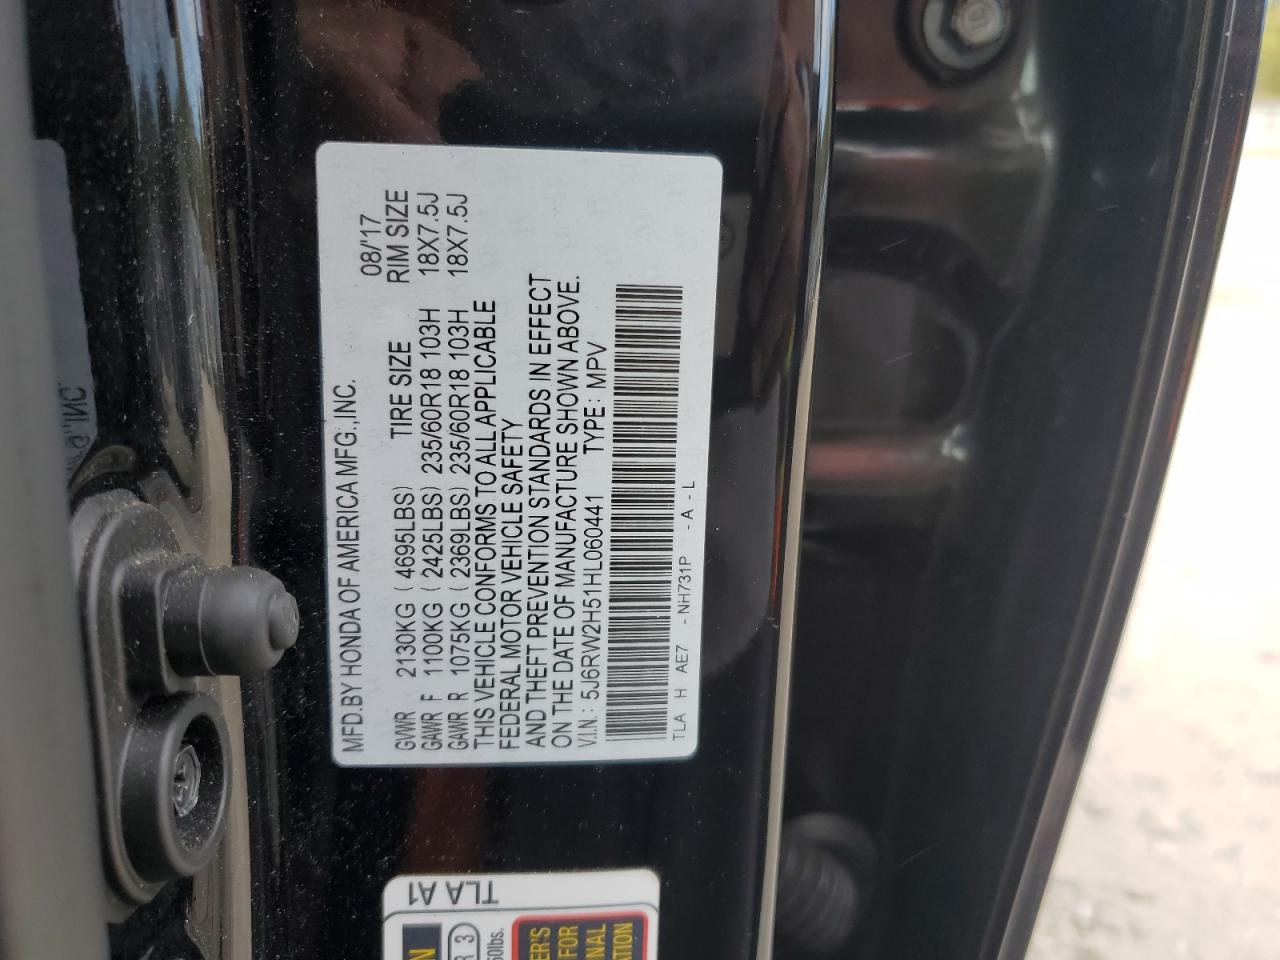 MFD.BY HONDA OF AMERICA MFG.,INC. 08/'17
GVWR 2130KG ( 4695LBS) TIRE SIZE RIM SIZE
GAWR F 1100KG ( 2425LBS) 235/60R18 103H 18X7.5J
GAWR R 1075KG ( 2369LBS) 235/60R18 103H 18X7.5J
THIS VEHICLE CONFORMS TO ALL APPLICABLE
FEDERAL MOTOR VEHICLE SAFETY
AND THEFT PREVENTION STANDARDS IN EFFECT
ON THE DATE OF MANUFACTURE SHOWN ABOVE.
V.I.N.: 5J6RW2H51HL060441 TYPE: MPV
TLA H AE7 - NH731P - A - L
TLA A1
R 3
ER'S
FOR